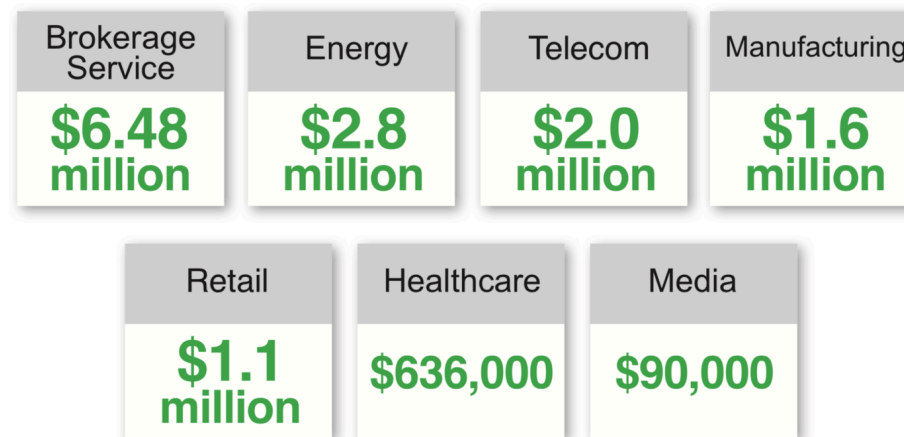 Brokerage
Service
$6.48
million
Energy
$2.8
million
Telecom
$2.0
million
Manufacturing
$1.6
million
Retail
$1.1
million
Healthcare
$636,000
Media
$90,000